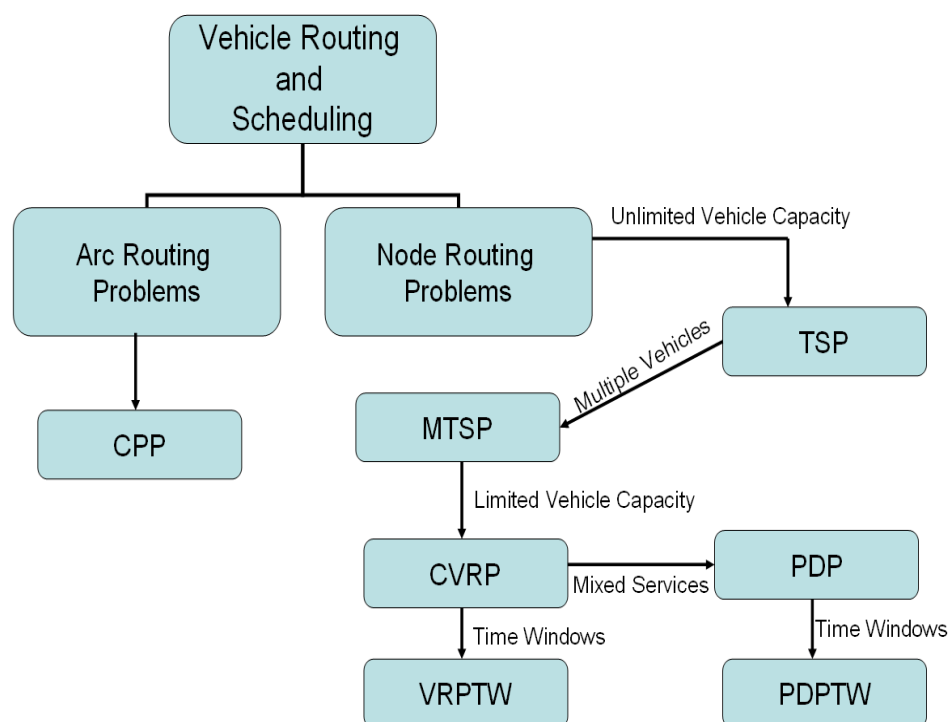 Vehicle Routing
and
Scheduling
Unlimited Vehicle Capacity
Arc Routing
Problems
Node Routing
Problems
TSP
Multiple Vehicles
MTSP
CPP
Limited Vehicle Capacity
CVRP
Mixed Services
PDP
Time Windows
Time Windows
VRPTW
PDPTW